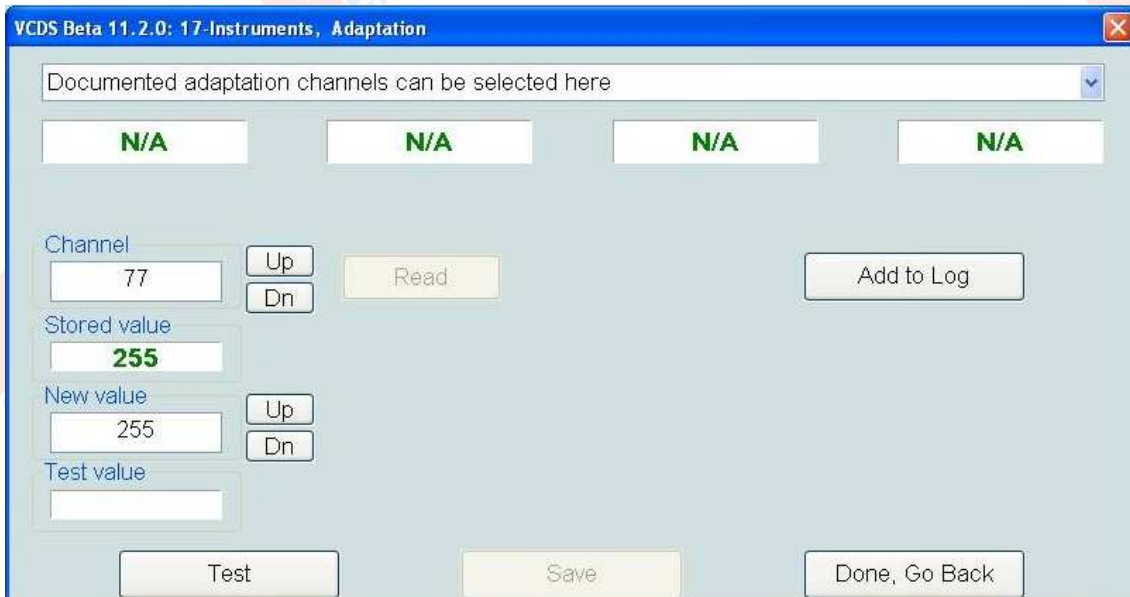 VCDS Beta 11.2.0: 17-Instruments, Adaptation
Documented adaptation channels can be selected here
N/A N/A N/A N/A
Channel
77 Up Read Add to Log
Dn
Stored value
255
New value
255 Up
Dn
Test value
Test Save Done, Go Back